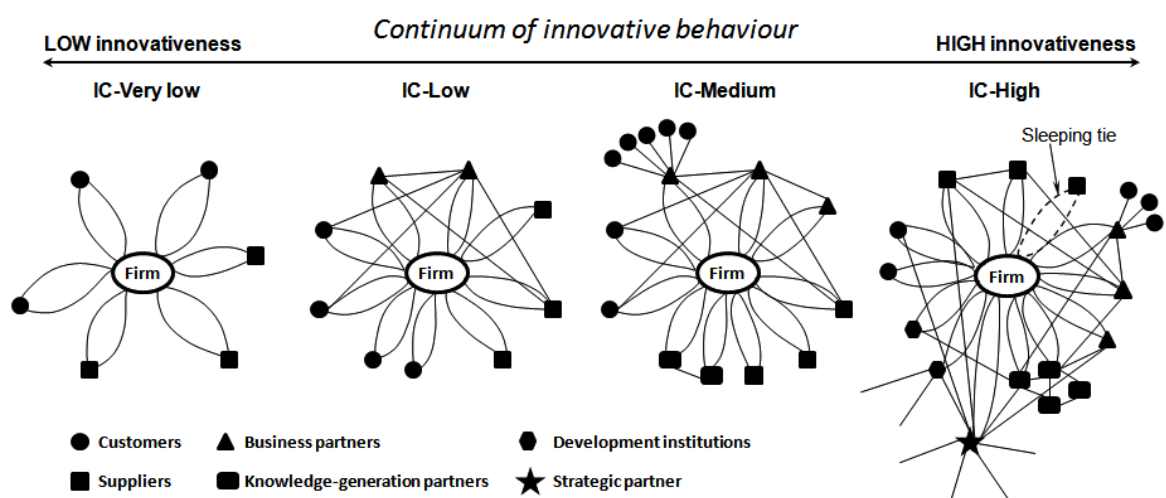 Continuum of innovative behaviour
LOW innovativeness
HIGH innovativeness
IC-Very low
IC-Low
IC-Medium
IC-High
Sleeping tie
Firm
Firm
Firm
Firm
Customers
Business partners
Development institutions
Suppliers
Knowledge-generation partners
Strategic partner